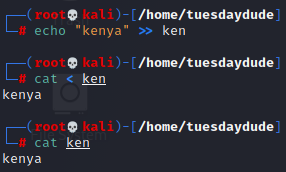 ┌──(root💀kali)-[/home/tuesdaydude]
└─# echo "kenya" >> ken
┌──(root💀kali)-[/home/tuesdaydude]
└─# cat < ken
kenya
┌──(root💀kali)-[/home/tuesdaydude]
└─# cat ken
kenya